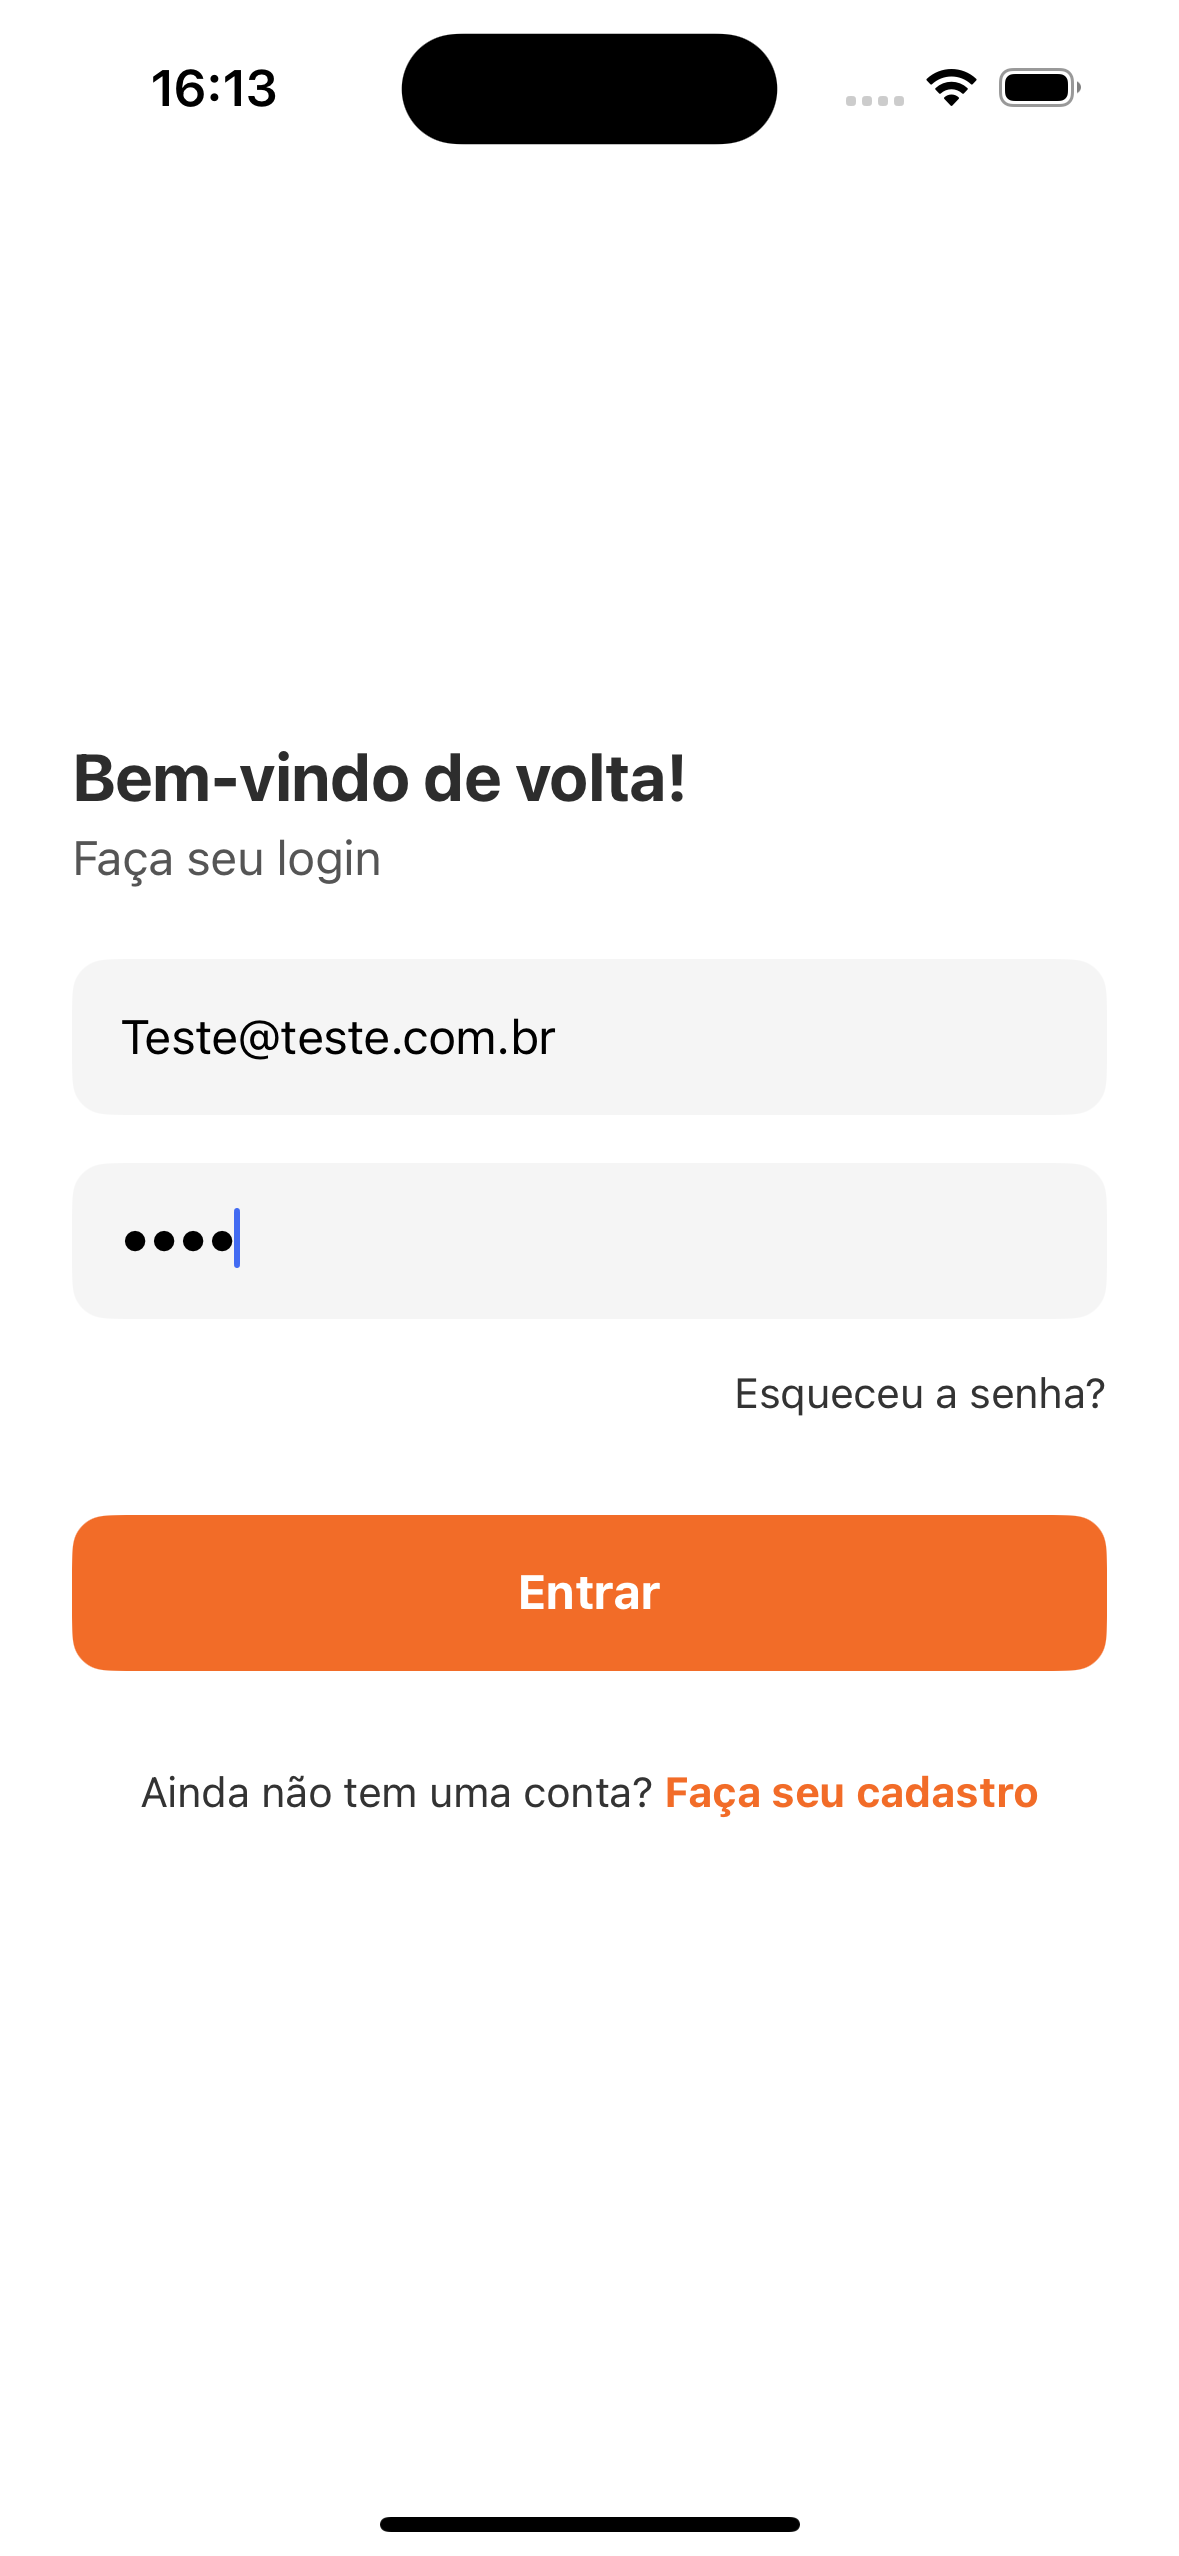 16:13
Bem-vindo de volta!
Faça seu login
Teste@teste.com.br
••••
Esqueceu a senha?
Entrar
Ainda não tem uma conta? Faça seu cadastro